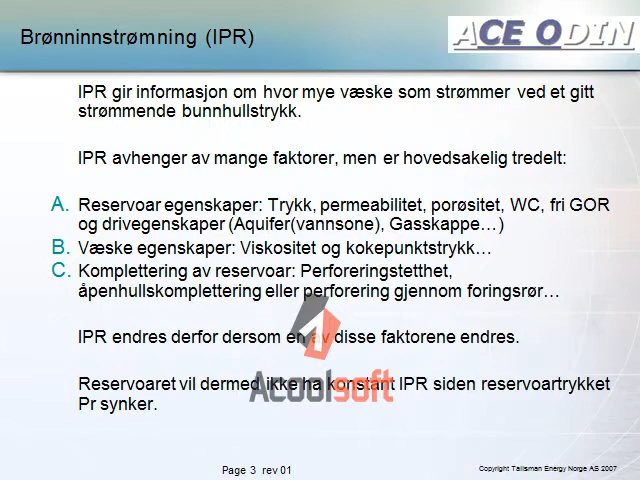 Brønninnstrømning (IPR)
ACE ODIN
IPR gir informasjon om hvor mye væske som strømmer ved et gitt
strømmende bunnhullstrykk.
IPR avhenger av mange faktorer, men er hovedsakelig tredelt:
A. Reservoar egenskaper: Trykk, permeabilitet, porøsitet, WC, fri GOR
og drivegenskaper (Aquifer(vannsone), Gasskappe…)
B. Væske egenskaper: Viskositet og kokepunktstrykk…
C. Komplettering av reservoar: Perforeringstetthet,
åpenhullskomplettering eller perforering gjennom foringsrør…
IPR endres derfor dersom en av disse faktorene endres.
Reservoaret vil dermed ikke ha konstant IPR siden reservoartrykket
Pr synker.
Acoolsoft
Page 3 rev 01
Copyright Talisman Energy Norge AS 2007